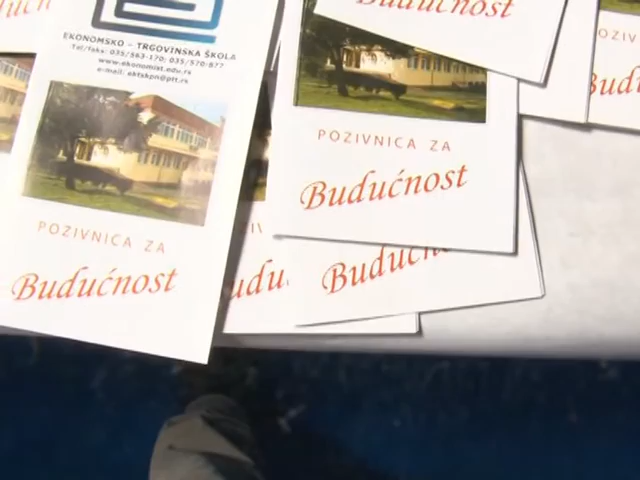 EKONOMSKO – TRGOVINSKA ŠKOLA
Tel/faks: 035/563-170; 035/570-877
www.ekonomist.edu.rs
e-mail: ektskpn@ptt.rs
POZIVNICA ZA
Budućnost
POZIVNICA ZA
Budućnost
Budućnost
Budućnost